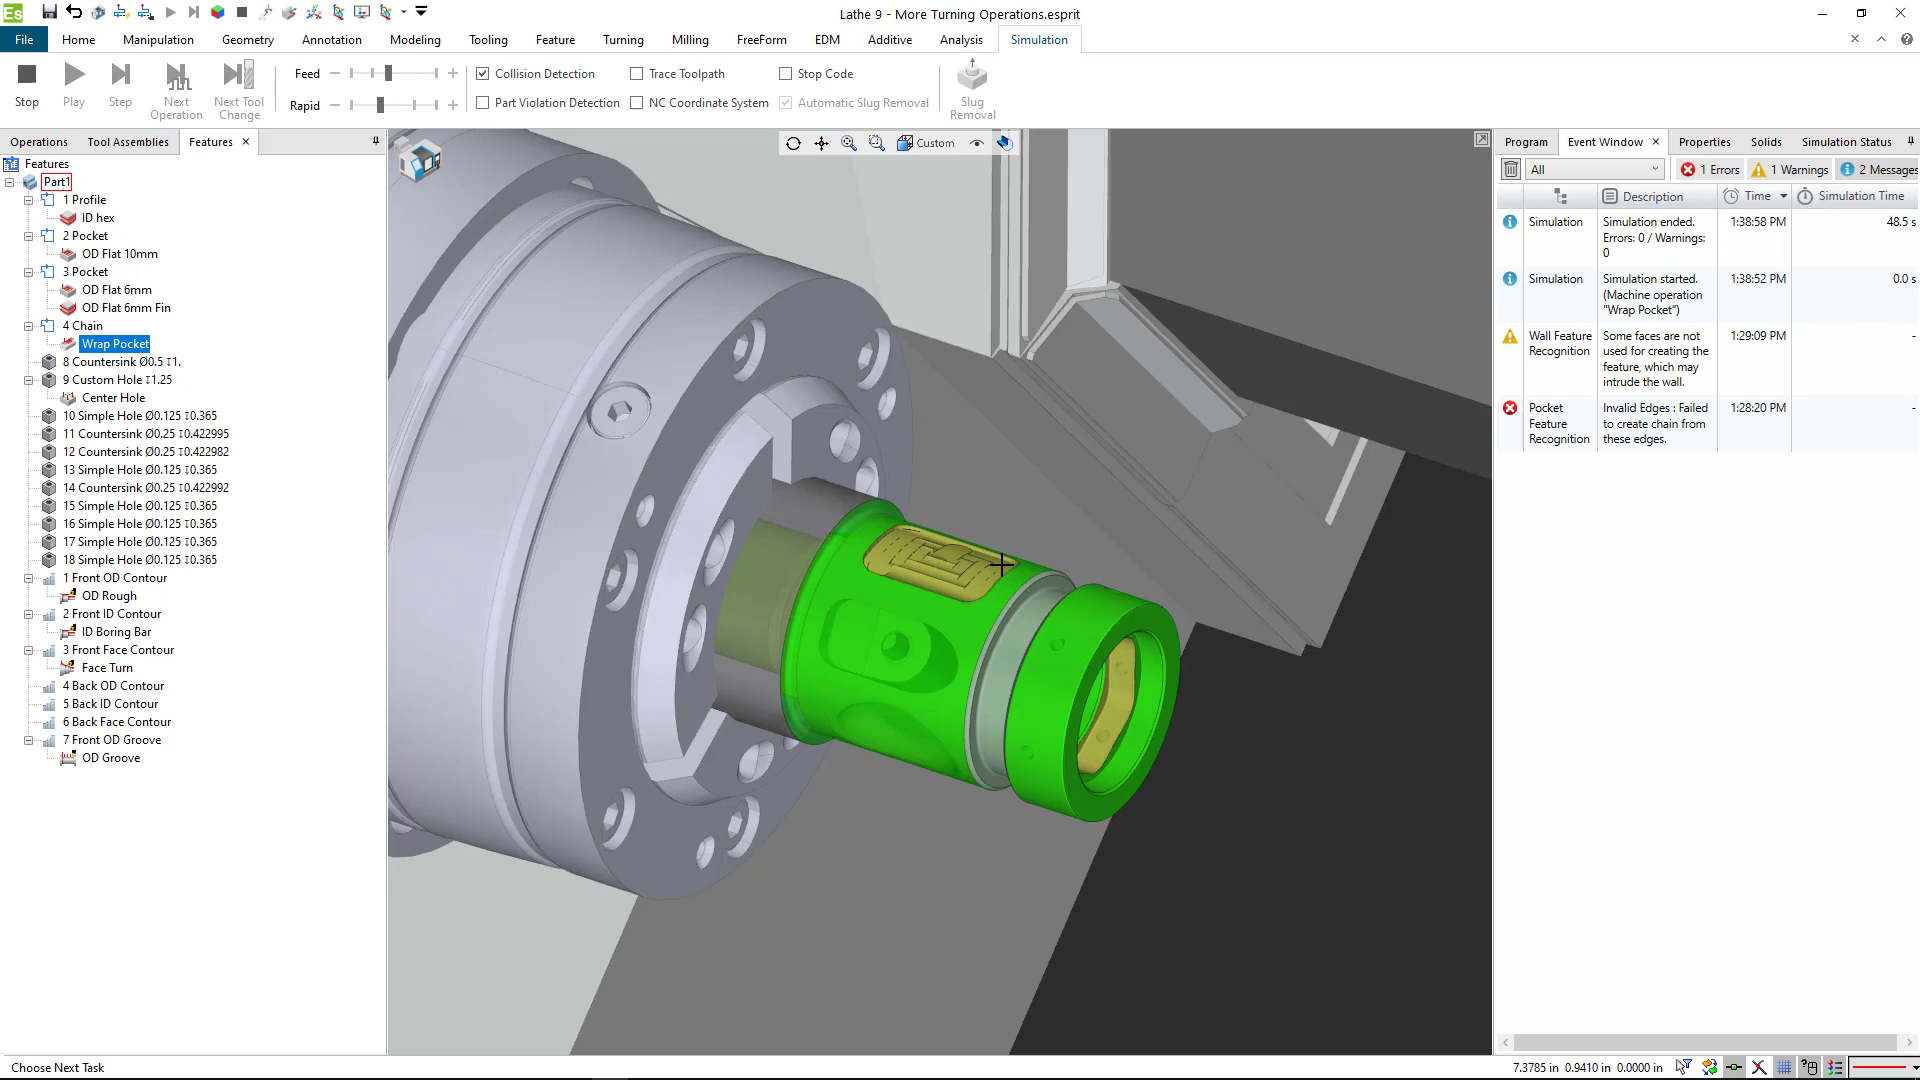 Es
Lathe 9 - More Turning Operations.esprit
File Home Manipulation Geometry Annotation Modeling Tooling Feature Turning Milling FreeForm EDM Additive Analysis Simulation
Stop
Play
Step
Next Operation
Next Tool Change
Feed
Rapid
Collision Detection
Trace Toolpath
Stop Code
Part Violation Detection
NC Coordinate System
Automatic Slug Removal
Slug Removal
Operations Tool Assemblies Features
Features
Part1
1 Profile
ID hex
2 Pocket
OD Flat 10mm
3 Pocket
OD Flat 6mm
OD Flat 6mm Fin
4 Chain
Wrap Pocket
8 Countersink Ø0.5 ↧1.
9 Custom Hole ↧1.25
Center Hole
10 Simple Hole Ø0.125 ↧0.365
11 Countersink Ø0.25 ↧0.422995
12 Countersink Ø0.25 ↧0.422982
13 Simple Hole Ø0.125 ↧0.365
14 Countersink Ø0.25 ↧0.422992
15 Simple Hole Ø0.125 ↧0.365
16 Simple Hole Ø0.125 ↧0.365
17 Simple Hole Ø0.125 ↧0.365
18 Simple Hole Ø0.125 ↧0.365
1 Front OD Contour
OD Rough
2 Front ID Contour
ID Boring Bar
3 Front Face Contour
Face Turn
4 Back OD Contour
5 Back ID Contour
6 Back Face Contour
7 Front OD Groove
OD Groove
Custom
Program Event Window Properties Solids Simulation Status
All
1 Errors 1 Warnings 2 Messages
Description Time Simulation Time
Simulation
Simulation ended.
Errors: 0 / Warnings:
0
1:38:58 PM
48.5 s
Simulation
Simulation started.
(Machine operation
"Wrap Pocket")
1:38:52 PM
0.0 s
Wall Feature
Recognition
Some faces are not
used for creating the
feature, which may
intrude the wall.
1:29:09 PM
-
Pocket
Feature
Recognition
Invalid Edges : Failed
to create chain from
these edges.
1:28:20 PM
-
Choose Next Task
7.3785 in 0.9410 in 0.0000 in